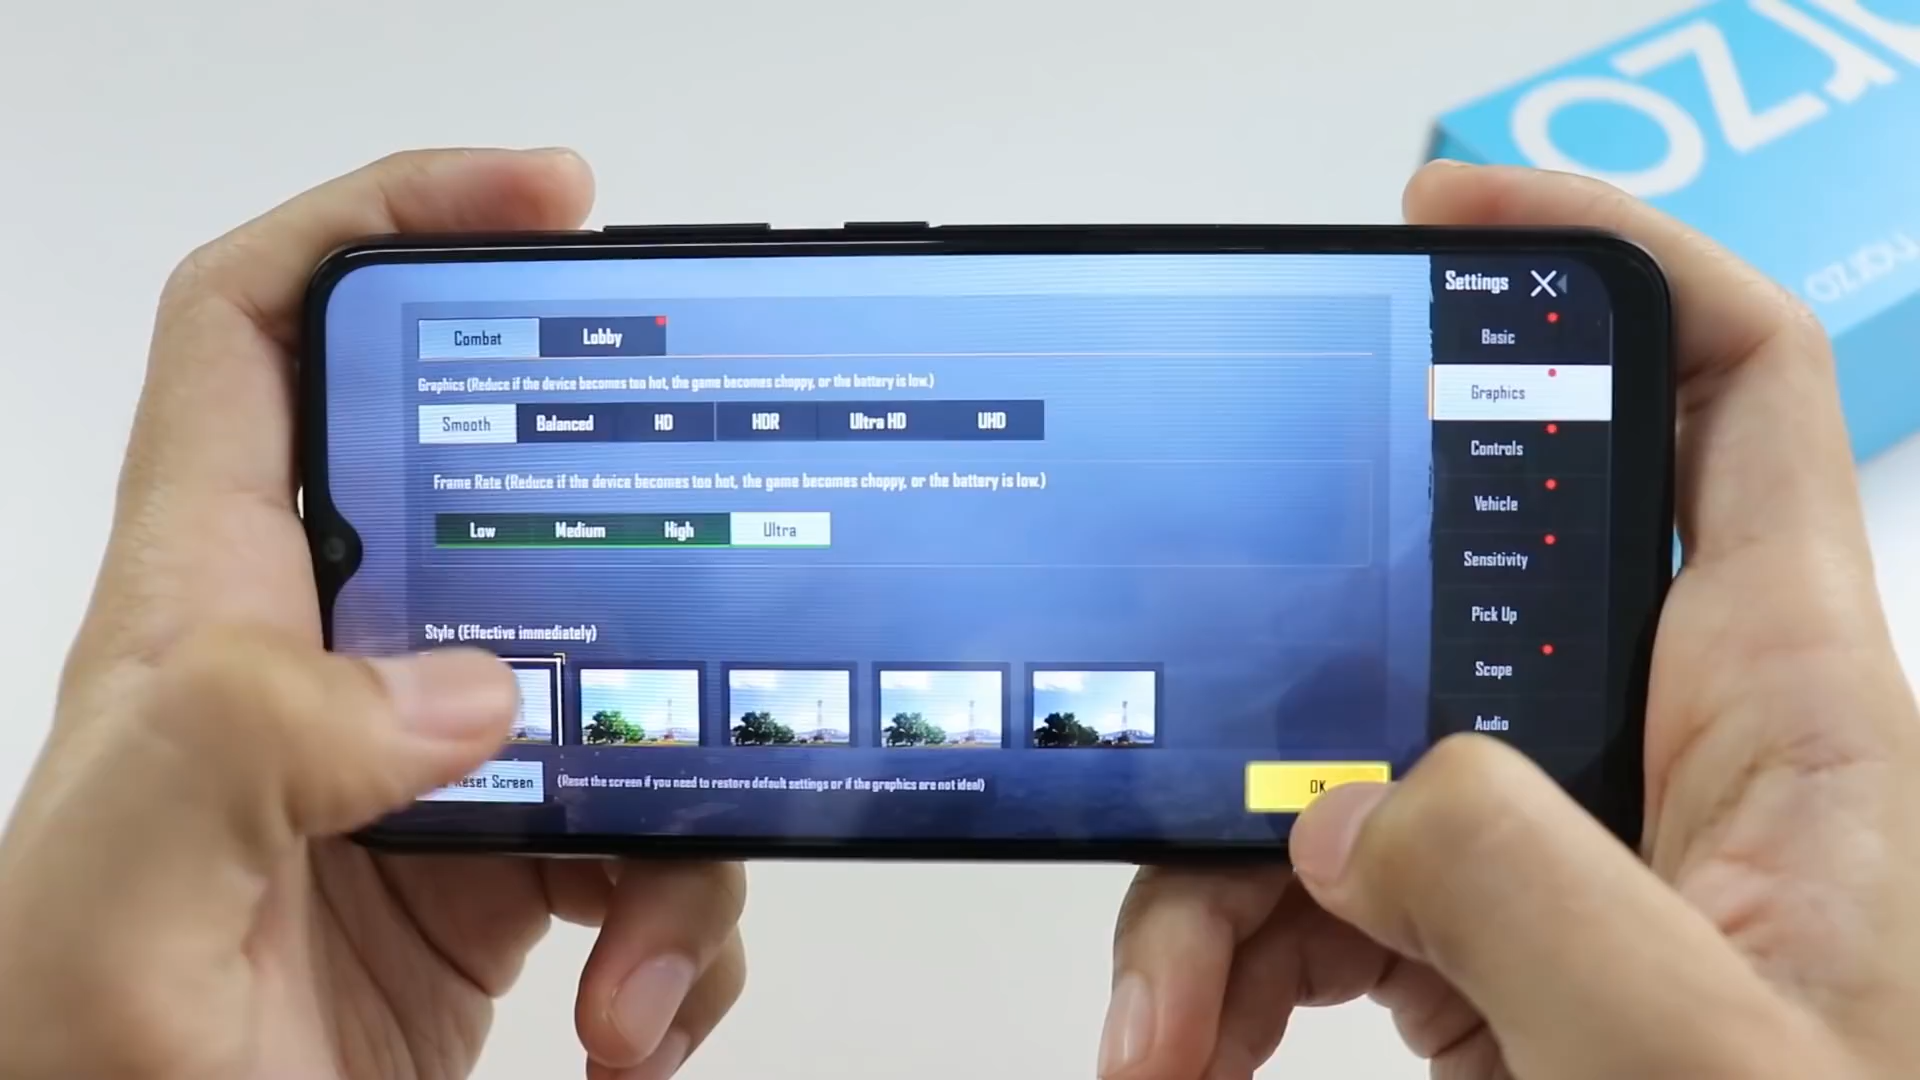 Settings
Combat
Lobby
Basic
Graphics (Reduce if the device becomes too hot, the game becomes choppy, or the battery is low.)
Graphics
Smooth
Balanced
HD
HDR
Ultra HD
UHD
Controls
Frame Rate (Reduce if the device becomes too hot, the game becomes choppy, or the battery is low.)
Vehicle
Low
Medium
High
Ultra
Sensitivity
Pick Up
Style (Effective immediately)
Scope
Audio
Reset Screen
(Reset the screen if you need to restore default settings or if the graphics are not ideal)
OK